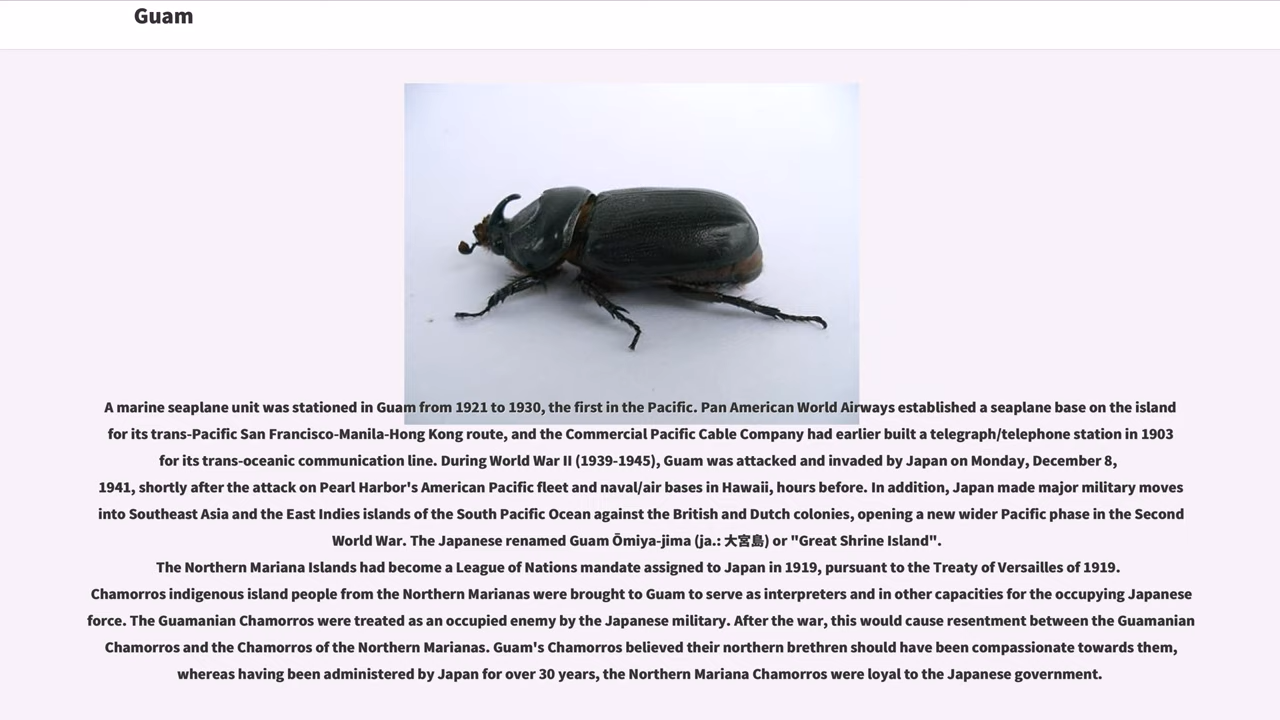 Guam
A marine seaplane unit was stationed in Guam from 1921 to 1930, the first in the Pacific. Pan American World Airways established a seaplane base on the island
for its trans-Pacific San Francisco-Manila-Hong Kong route, and the Commercial Pacific Cable Company had earlier built a telegraph/telephone station in 1903
for its trans-oceanic communication line. During World War II (1939-1945), Guam was attacked and invaded by Japan on Monday, December 8,
1941, shortly after the attack on Pearl Harbor's American Pacific fleet and naval/air bases in Hawaii, hours before. In addition, Japan made major military moves
into Southeast Asia and the East Indies islands of the South Pacific Ocean against the British and Dutch colonies, opening a new wider Pacific phase in the Second
World War. The Japanese renamed Guam Ōmiya-jima (ja.: 大宮島) or "Great Shrine Island".
The Northern Mariana Islands had become a League of Nations mandate assigned to Japan in 1919, pursuant to the Treaty of Versailles of 1919.
Chamorros indigenous island people from the Northern Marianas were brought to Guam to serve as interpreters and in other capacities for the occupying Japanese
force. The Guamanian Chamorros were treated as an occupied enemy by the Japanese military. After the war, this would cause resentment between the Guamanian
Chamorros and the Chamorros of the Northern Marianas. Guam's Chamorros believed their northern brethren should have been compassionate towards them,
whereas having been administered by Japan for over 30 years, the Northern Mariana Chamorros were loyal to the Japanese government.